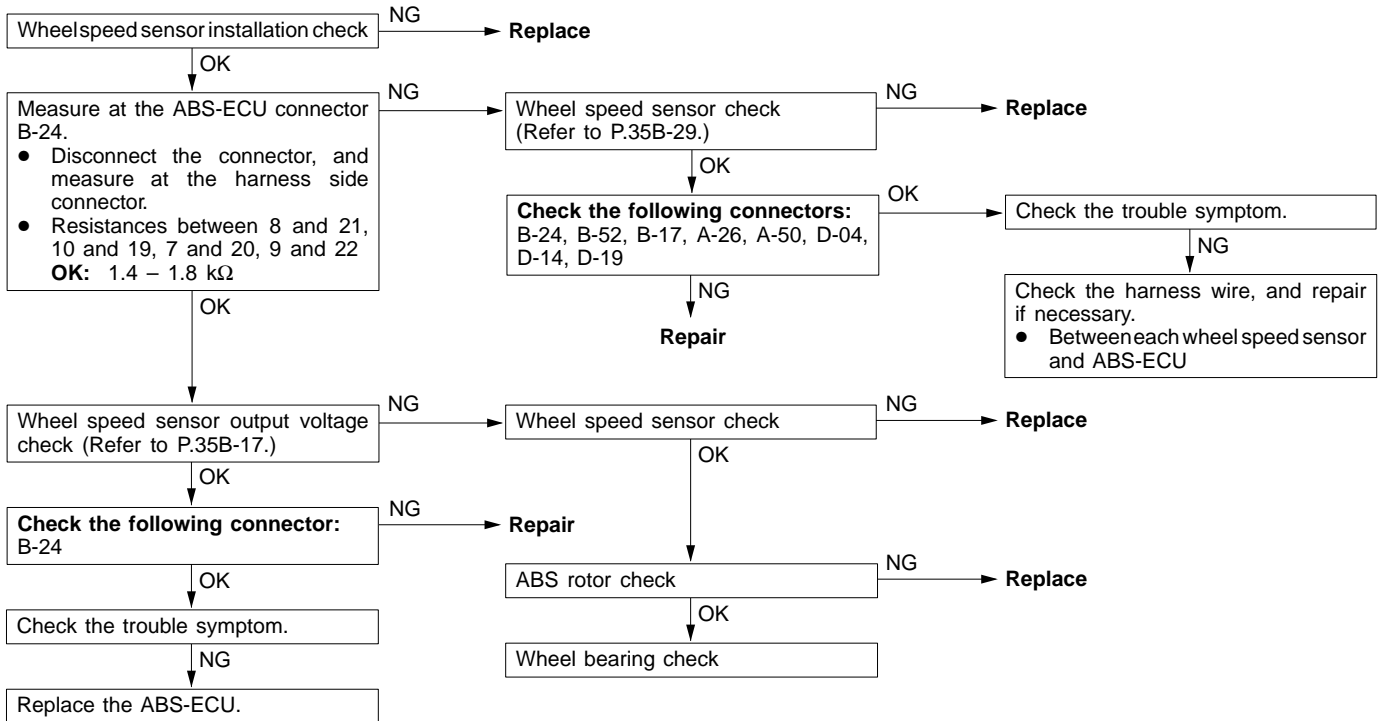 Wheel speed sensor installation check
NG
Replace
OK
Measure at the ABS-ECU connector
B-24.
● Disconnect the connector, and
measure at the harness side
connector.
● Resistances between 8 and 21,
10 and 19, 7 and 20, 9 and 22
OK: 1.4 – 1.8 kΩ
NG
Wheel speed sensor check
(Refer to P.35B-29.)
NG
Replace
OK
Check the following connectors:
B-24, B-52, B-17, A-26, A-50, D-04,
D-14, D-19
OK
Check the trouble symptom.
NG
Check the harness wire, and repair
if necessary.
● Between each wheel speed sensor
and ABS-ECU
NG
Repair
OK
Wheel speed sensor output voltage
check (Refer to P.35B-17.)
NG
Wheel speed sensor check
NG
Replace
OK
OK
Check the following connector:
B-24
NG
Repair
ABS rotor check
NG
Replace
OK
OK
Check the trouble symptom.
Wheel bearing check
NG
Replace the ABS-ECU.